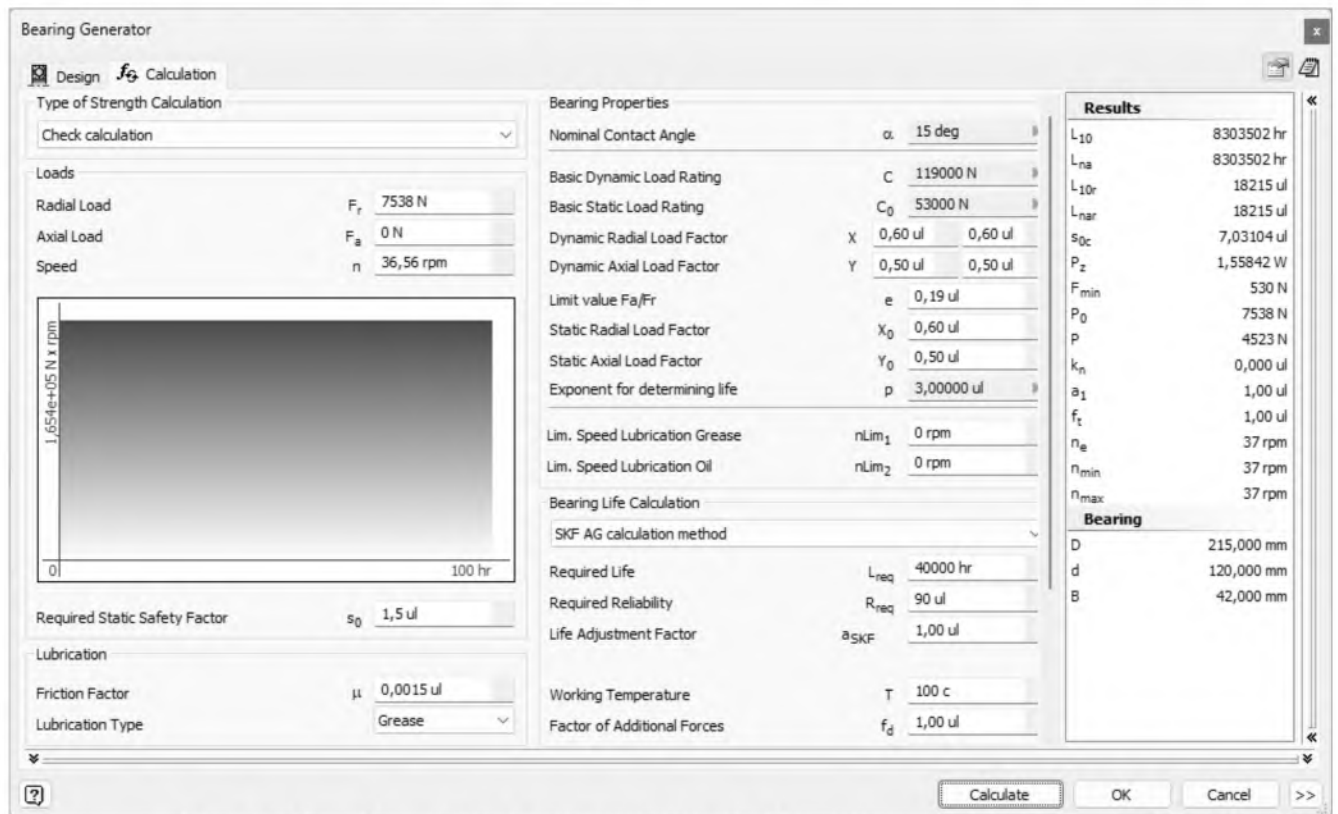 Bearing Generator
x
Design
fG Calculation
Type of Strength Calculation
Check calculation
Loads
Radial Load Fr 7538 N
Axial Load Fa 0 N
Speed n 36,56 rpm
1,654e+05 N x rpm
0 100 hr
Required Static Safety Factor s0 1,5 ul
Lubrication
Friction Factor μ 0,0015 ul
Lubrication Type Grease
Bearing Properties
Nominal Contact Angle α 15 deg
Basic Dynamic Load Rating C 119000 N
Basic Static Load Rating C0 53000 N
Dynamic Radial Load Factor X 0,60 ul 0,60 ul
Dynamic Axial Load Factor Y 0,50 ul 0,50 ul
Limit value Fa/Fr e 0,19 ul
Static Radial Load Factor X0 0,60 ul
Static Axial Load Factor Y0 0,50 ul
Exponent for determining life p 3,00000 ul
Lim. Speed Lubrication Grease nLim1 0 rpm
Lim. Speed Lubrication Oil nLim2 0 rpm
Bearing Life Calculation
SKF AG calculation method
Required Life Lreq 40000 hr
Required Reliability Rreq 90 ul
Life Adjustment Factor aSKF 1,00 ul
Working Temperature T 100 c
Factor of Additional Forces fd 1,00 ul
Results
L10 8303502 hr
Lna 8303502 hr
L10r 18215 ul
Lnar 18215 ul
s0c 7,03104 ul
Pz 1,55842 W
Fmin 530 N
P0 7538 N
P 4523 N
kn 0,000 ul
a1 1,00 ul
ft 1,00 ul
ne 37 rpm
nmin 37 rpm
nmax 37 rpm
Bearing
D 215,000 mm
d 120,000 mm
B 42,000 mm
?
Calculate
OK
Cancel
>>